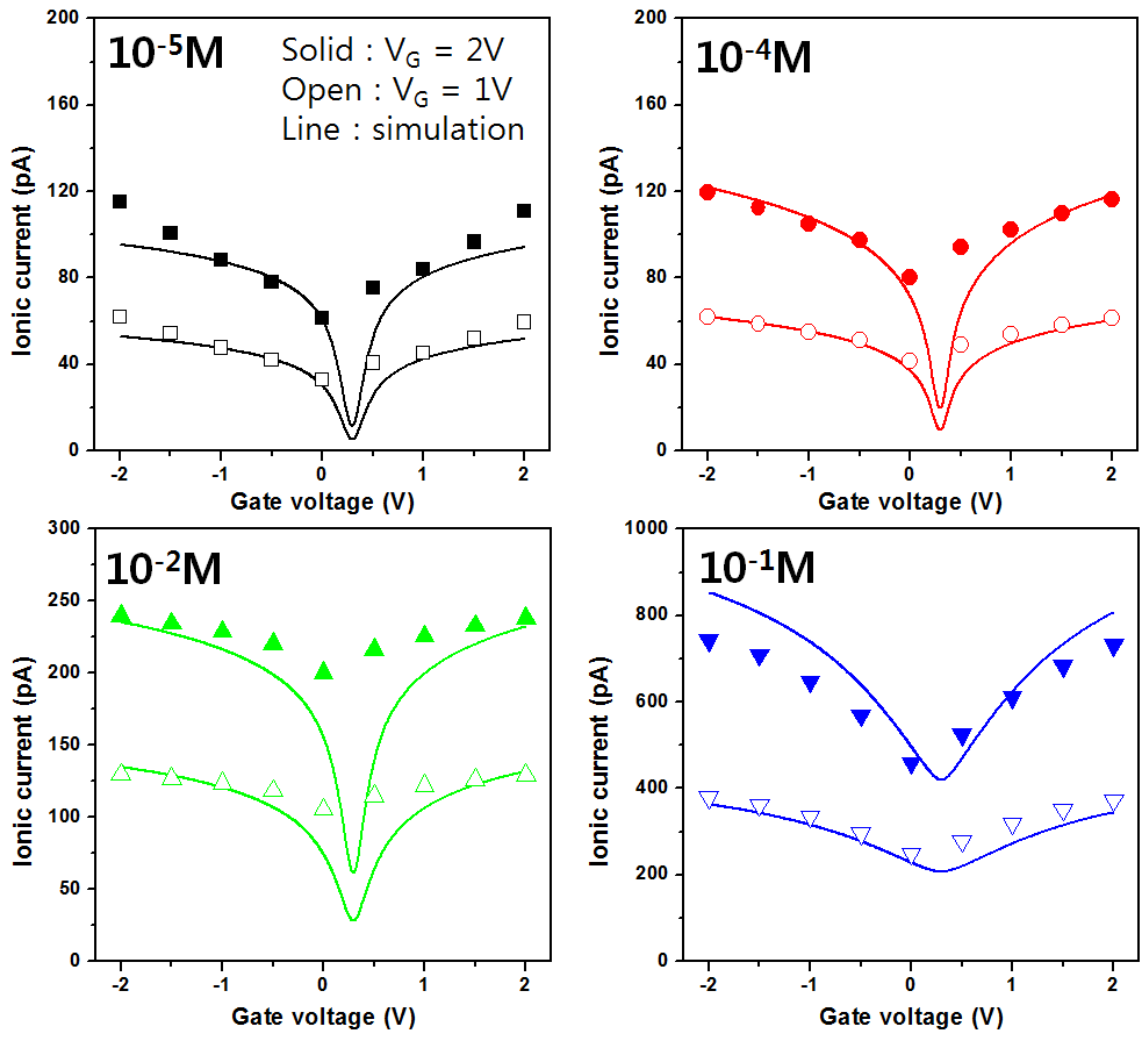 200
160
120
80
40
0
Ionic current (pA)
10-5M
Solid : VG = 2V
Open : VG = 1V
Line : simulation
-2 -1 0 1 2
Gate voltage (V)
200
160
120
80
40
0
Ionic current (pA)
10-4M
-2 -1 0 1 2
Gate voltage (V)
300
250
200
150
100
50
0
Ionic current (pA)
10-2M
-2 -1 0 1 2
Gate voltage (V)
1000
800
600
400
200
0
Ionic current (pA)
10-1M
-2 -1 0 1 2
Gate voltage (V)